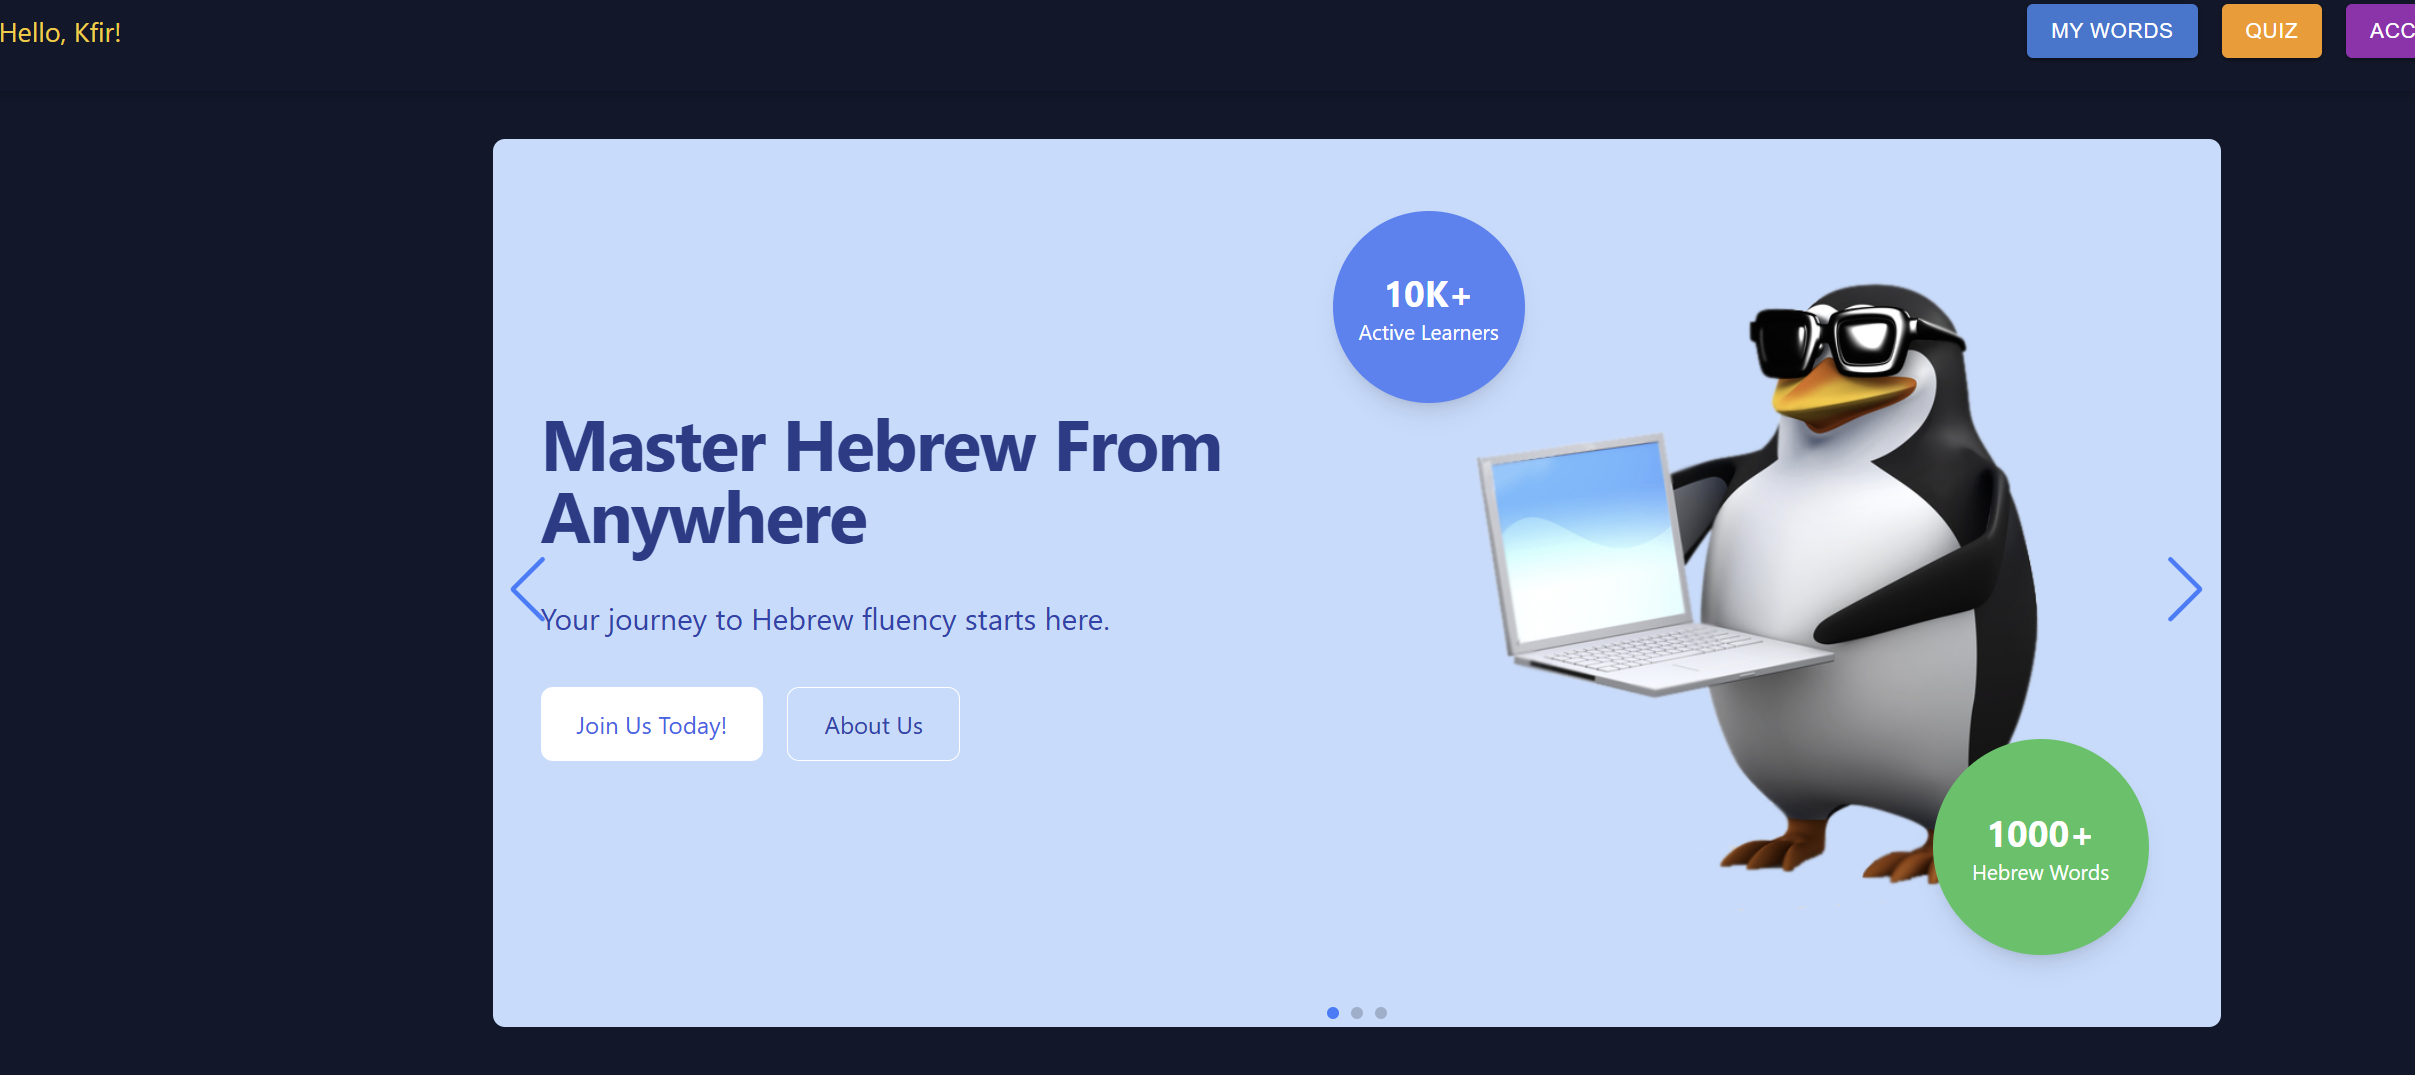 Hello, Kfir!
MY WORDS
QUIZ
ACC
10K+
Active Learners
Master Hebrew From
Anywhere
Your journey to Hebrew fluency starts here.
Join Us Today!
About Us
1000+
Hebrew Words